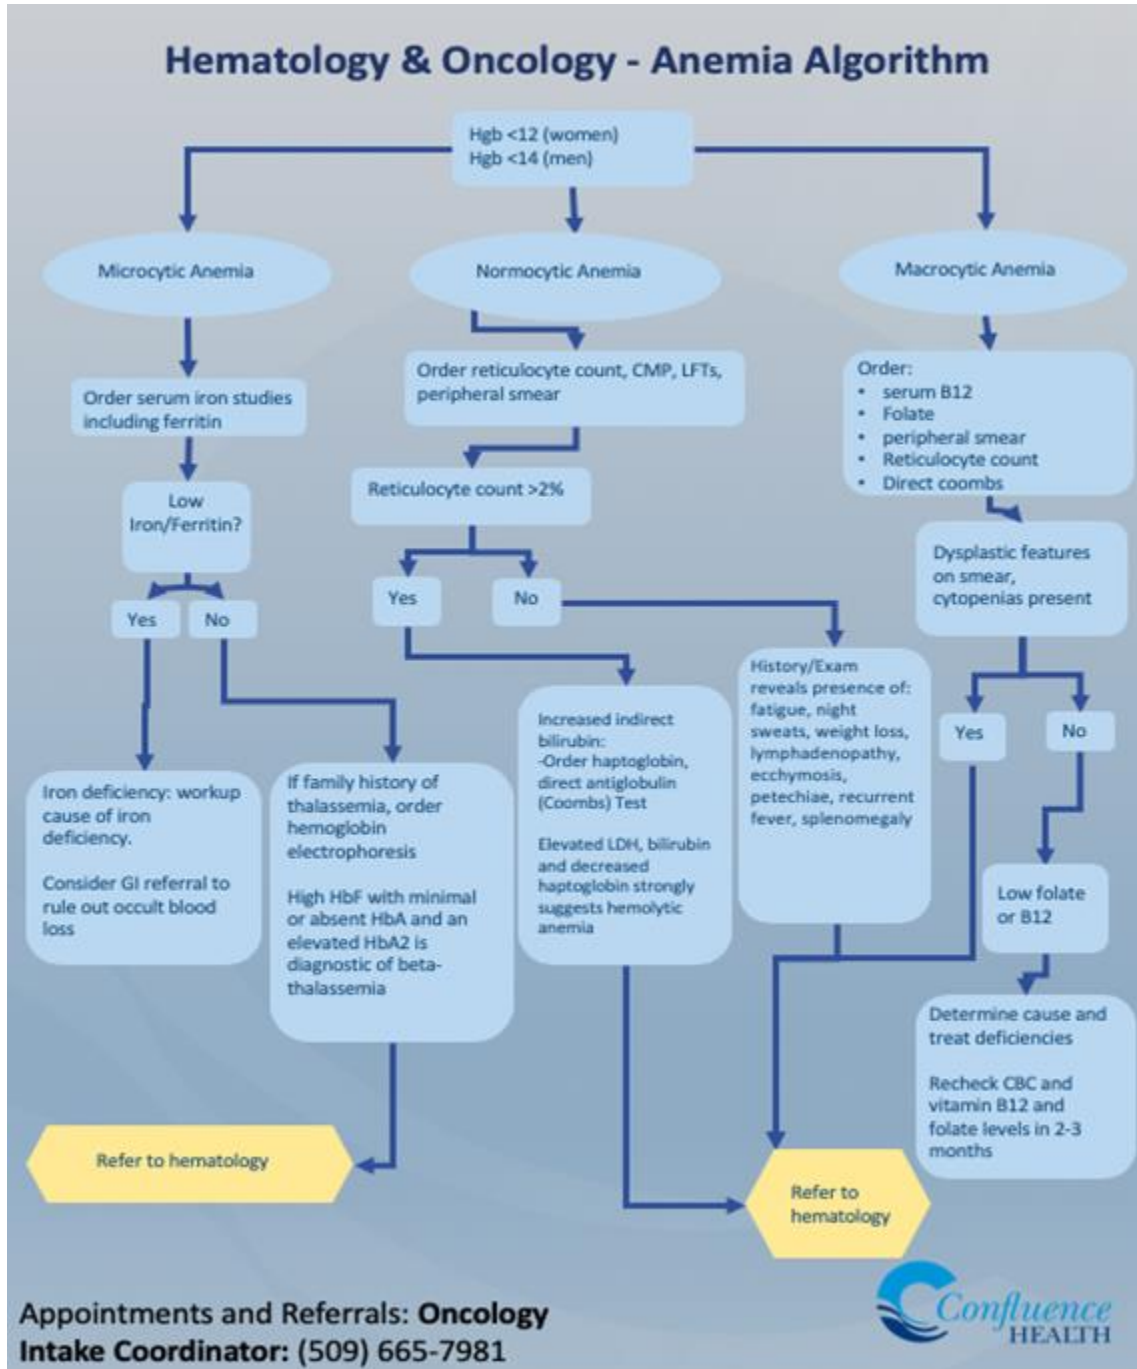 Hematology & Oncology - Anemia Algorithm
Hgb <12 (women)
Hgb <14 (men)
Microcytic Anemia
Normocytic Anemia
Macrocytic Anemia
Order serum iron studies
including ferritin
Low
Iron/Ferritin?
Yes
No
Iron deficiency: workup
cause of iron
deficiency.
Consider GI referral to
rule out occult blood
loss
If family history of
thalassemia, order
hemoglobin
electrophoresis
High HbF with minimal
or absent HbA and an
elevated HbA2 is
diagnostic of beta-
thalassemia
Refer to hematology
Order reticulocyte count, CMP, LFTs,
peripheral smear
Reticulocyte count >2%
Yes
No
Increased indirect
bilirubin:
-Order haptoglobin,
direct antiglobulin
(Coombs) Test
Elevated LDH, bilirubin
and decreased
haptoglobin strongly
suggests hemolytic
anemia
History/Exam
reveals presence of:
fatigue, night
sweats, weight loss,
lymphadenopathy,
ecchymosis,
petechiae, recurrent
fever, splenomegaly
Order:
• serum B12
• Folate
• peripheral smear
• Reticulocyte count
• Direct coombs
Dysplastic features
on smear,
cytopenias present
Yes
No
Low folate
or B12
Determine cause and
treat deficiencies
Recheck CBC and
vitamin B12 and
folate levels in 2-3
months
Refer to
hematology
Appointments and Referrals: Oncology
Intake Coordinator: (509) 665-7981
Confluence
HEALTH